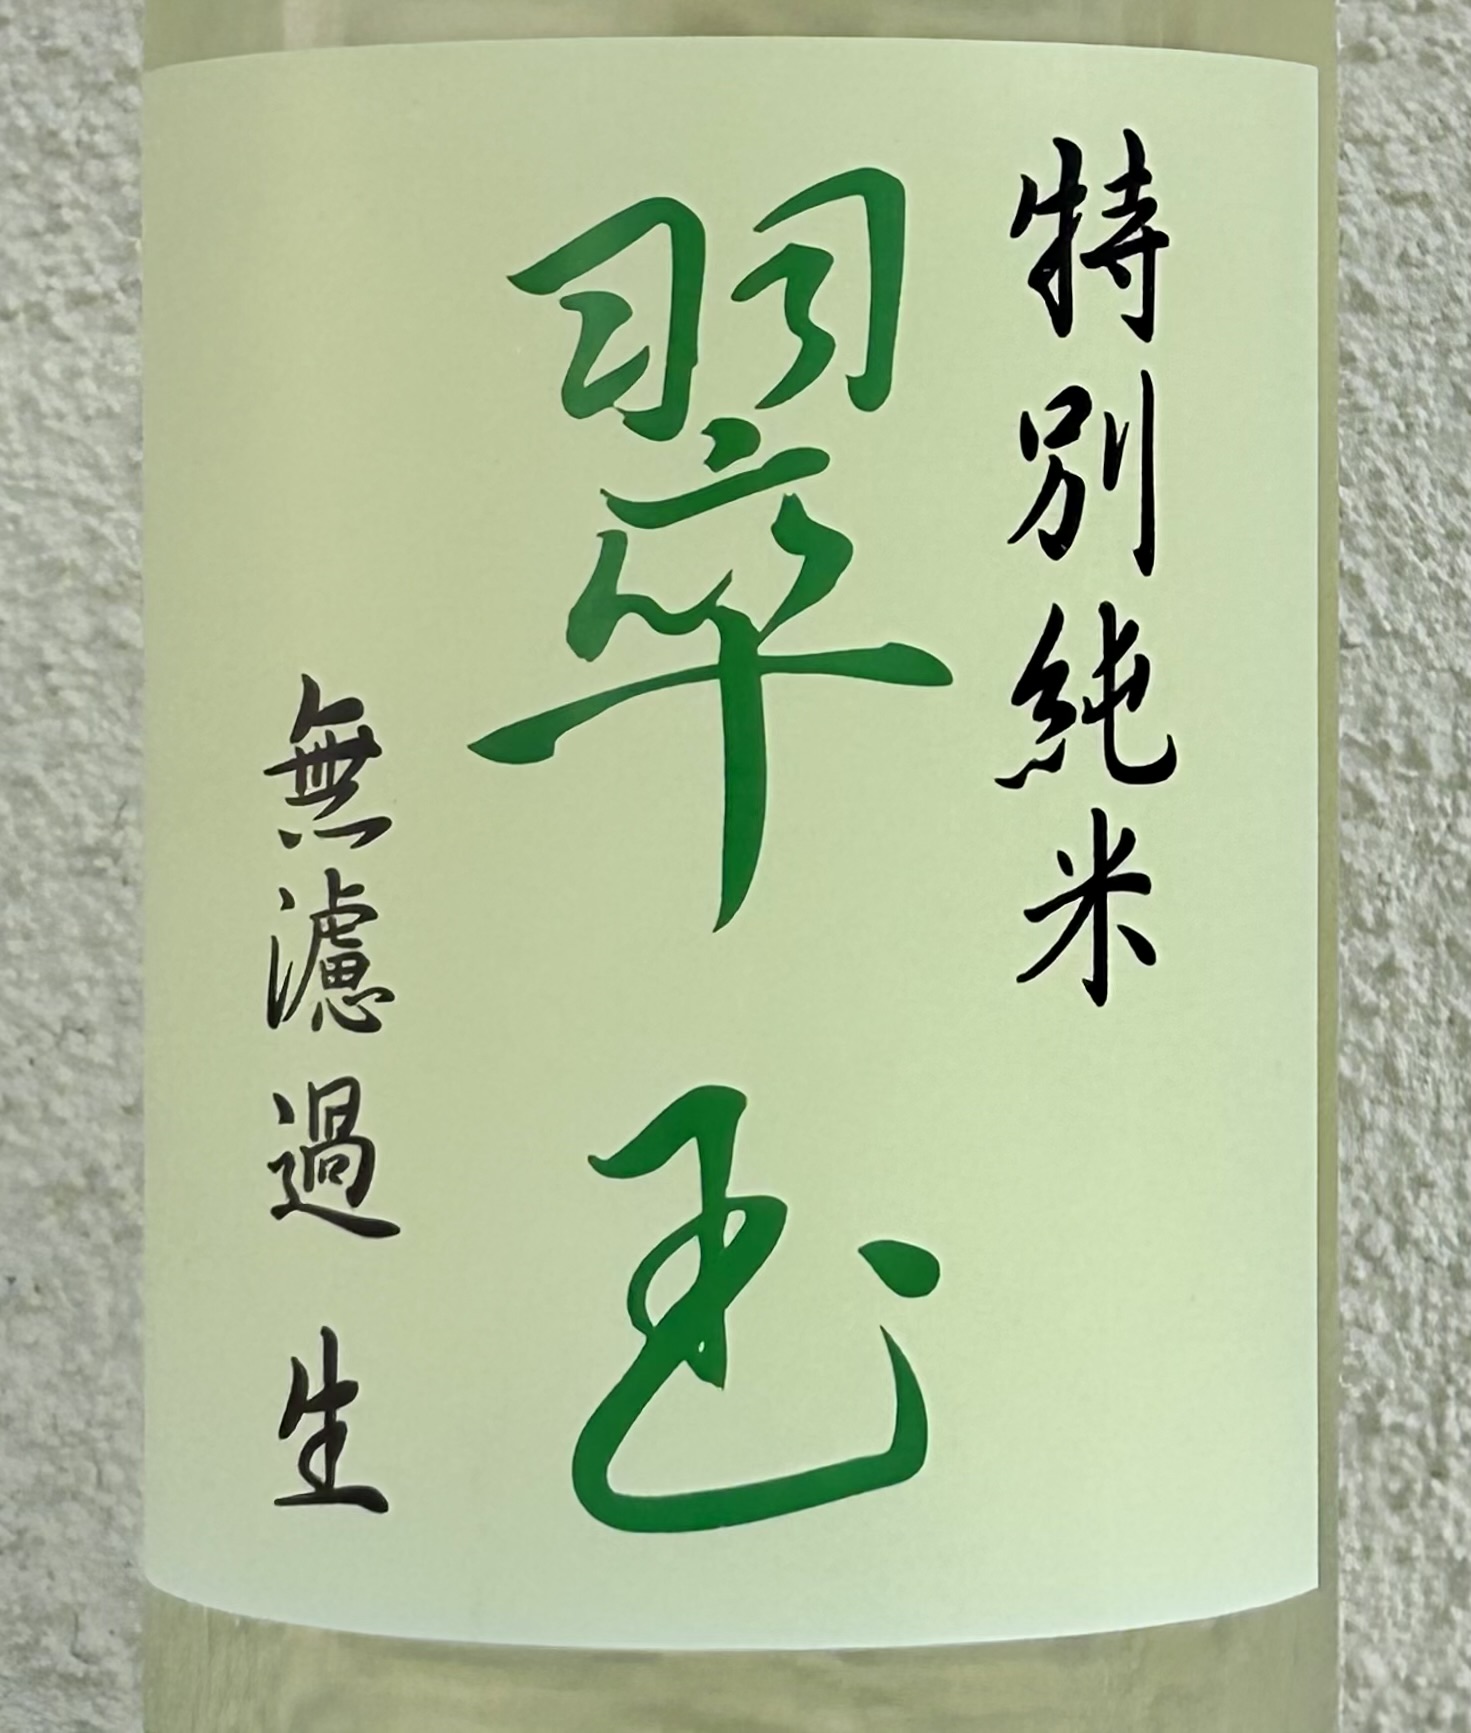 特別純米
翠玉
無濾過 生